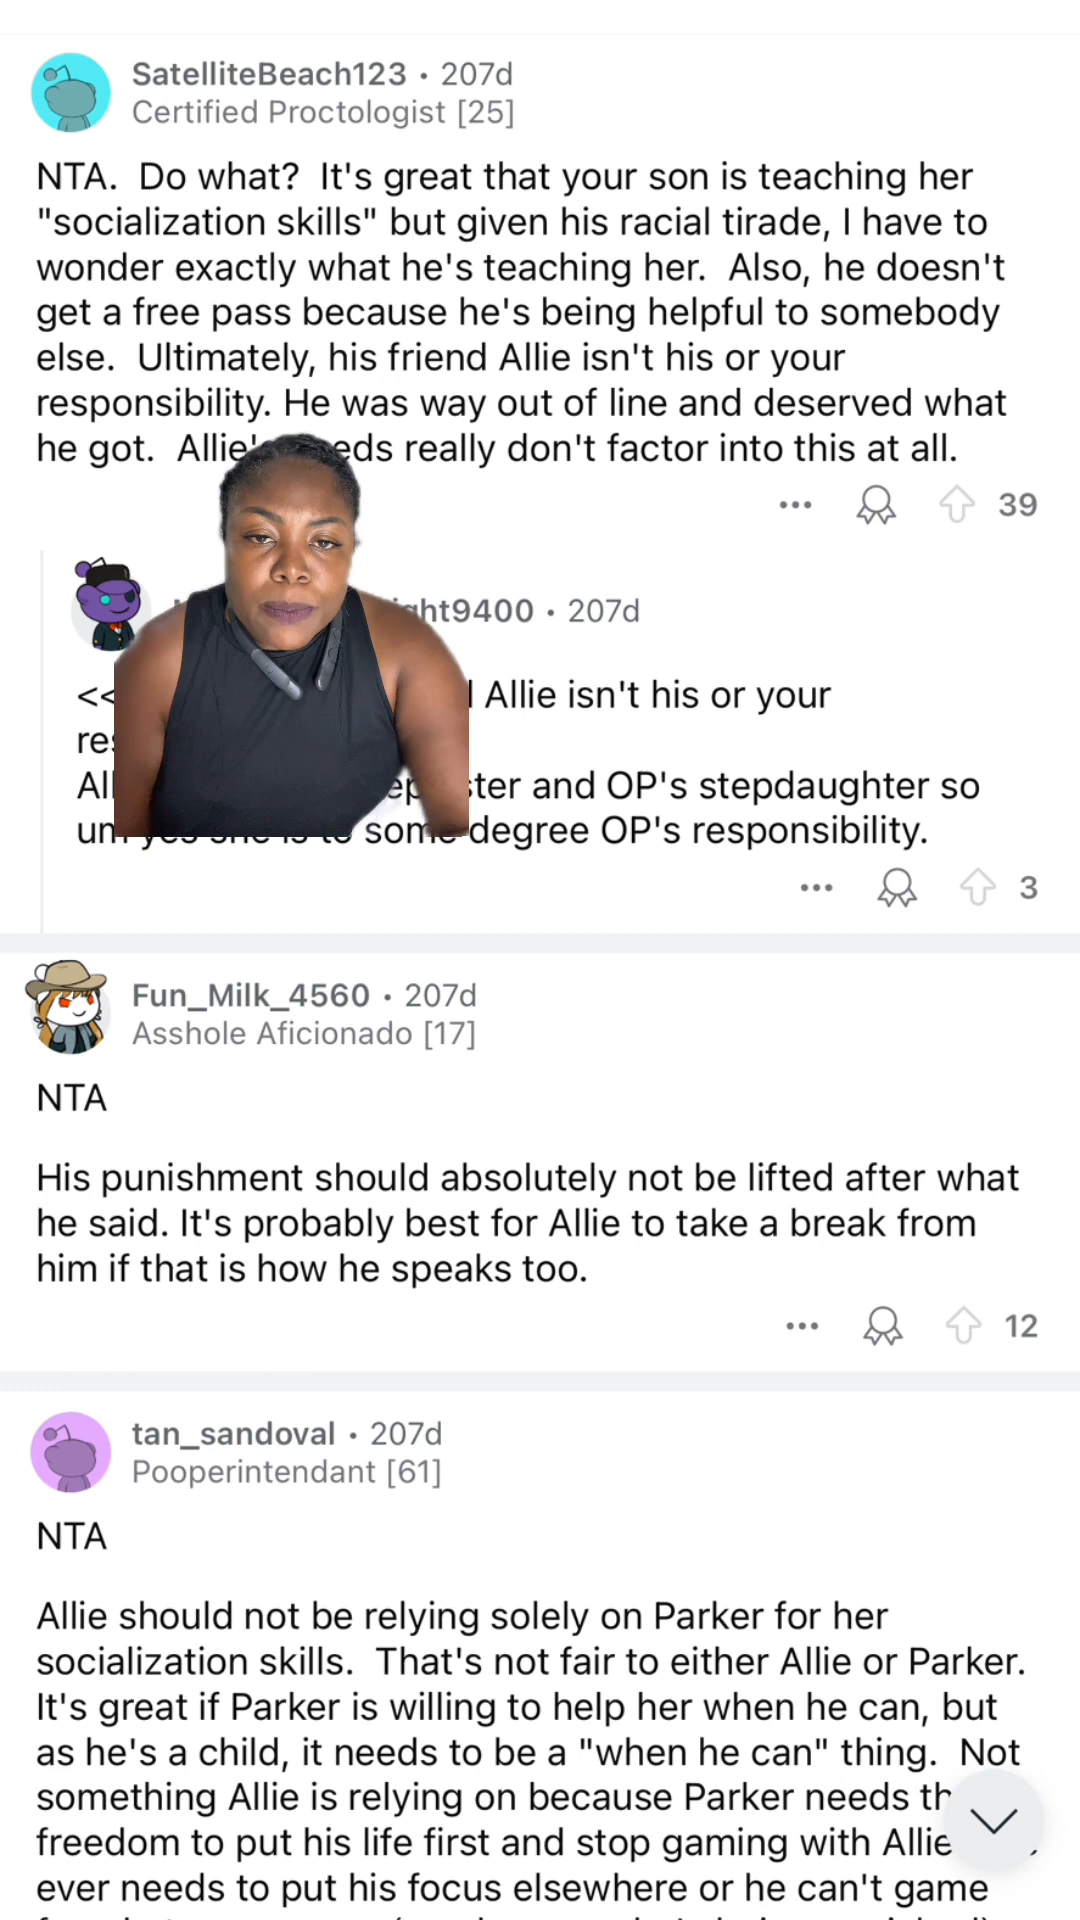 SatelliteBeach123 • 207d
Certified Proctologist [25]
NTA. Do what? It's great that your son is teaching her
"socialization skills" but given his racial tirade, I have to
wonder exactly what he's teaching her. Also, he doesn't
get a free pass because he's being helpful to somebody
else. Ultimately, his friend Allie isn't his or your
responsibility. He was way out of line and deserved what
he got. Allie's needs really don't factor into this at all.
39
ght9400 • 207d
<< Allie isn't his or your
All ster and OP's stepdaughter so
um yes she is to some degree OP's responsibility.
3
Fun_Milk_4560 • 207d
Asshole Aficionado [17]
NTA
His punishment should absolutely not be lifted after what
he said. It's probably best for Allie to take a break from
him if that is how he speaks too.
12
tan_sandoval • 207d
Pooperintendant [61]
NTA
Allie should not be relying solely on Parker for her
socialization skills. That's not fair to either Allie or Parker.
It's great if Parker is willing to help her when he can, but
as he's a child, it needs to be a "when he can" thing. Not
something Allie is relying on because Parker needs
freedom to put his life first and stop gaming with Allie
ever needs to put his focus elsewhere or he can't game